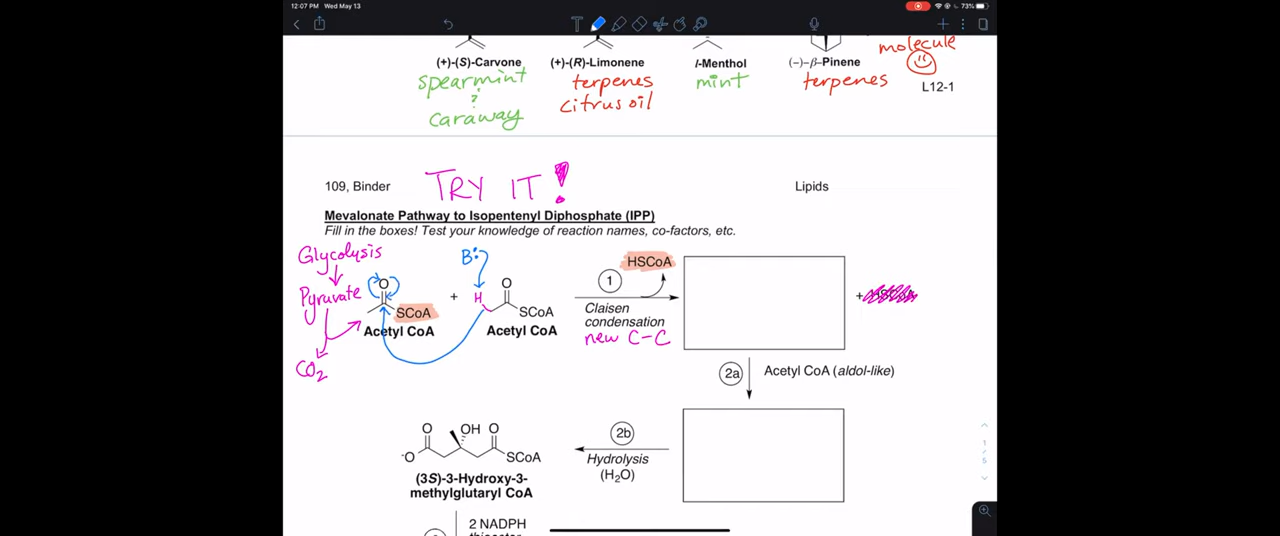 12:07 PM Wed May 13
73%
T
molecule
(+)-(S)-Carvone
(+)-(R)-Limonene
l-Menthol
(−)-β-Pinene
spearmint
?
caraway
terpenes
citrus oil
mint
terpenes
L12-1
109, Binder
TRY IT!
Lipids
Mevalonate Pathway to Isopentenyl Diphosphate (IPP)
Fill in the boxes! Test your knowledge of reaction names, co-factors, etc.
Glycolysis
Pyruvate
CO2
O
SCoA
Acetyl CoA
+
B:
H
O
SCoA
Acetyl CoA
HSCoA
1
Claisen
condensation
new C-C
+
2a
Acetyl CoA (aldol-like)
O
OH
O
-O
SCoA
(3S)-3-Hydroxy-3-
methylglutaryl CoA
2b
Hydrolysis
(H2O)
2 NADPH
1
5